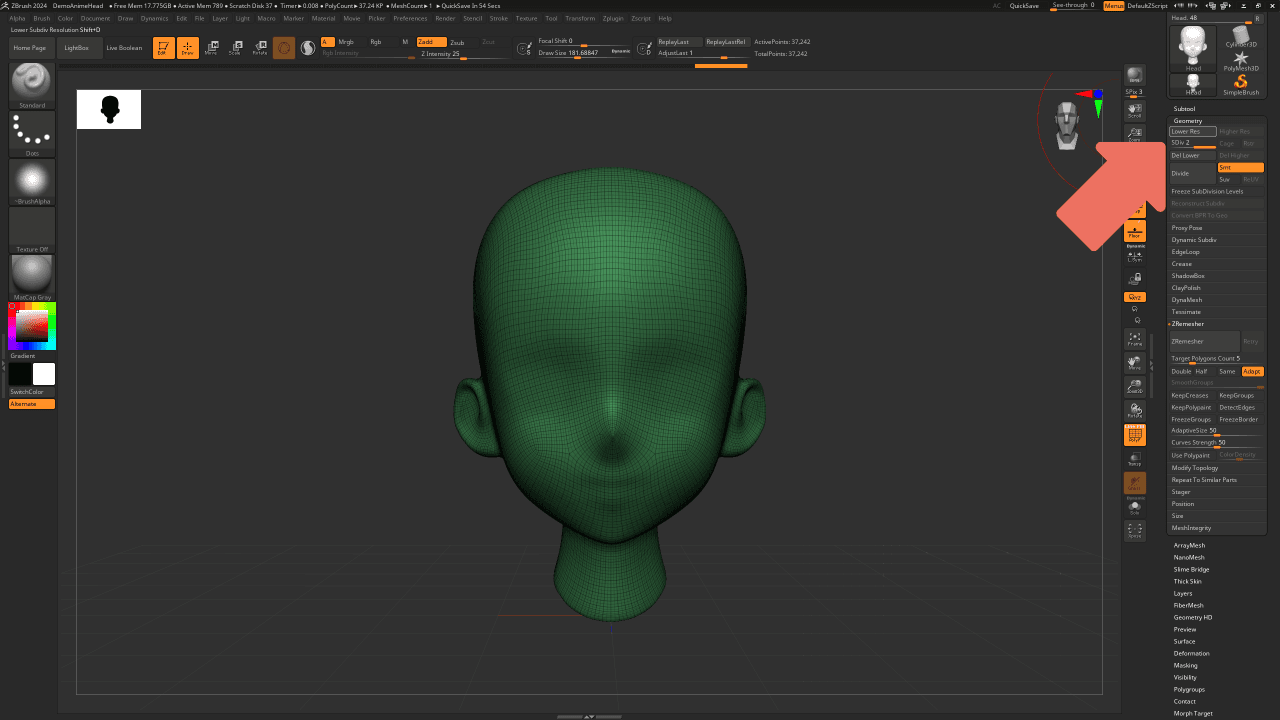 ZBrush 2024 DemoAnimeHead • Free Mem 17.775GB • Active Mem 789 • Scratch Disk 37 • Timer▸0.008 • PolyCount▸37.24 KP • MeshCount▸1 • QuickSave In 54 Secs AC QuickSave See-through 0 Menus DefaultZScript
Alpha Brush Color Document Draw Dynamics Edit File Layer Light Macro Marker Material Movie Picker Preferences Render Stencil Stroke Texture Tool Transform Zplugin Zscript Help
Lower Subdiv Resolution Shift+D
Home Page LightBox Live Boolean
Edit Draw Move Scale Rotate
A Mrgb Rgb M
Rgb Intensity
Zadd Zsub Zcut
Z Intensity 25
Focal Shift 0
Draw Size 181.68847 Dynamic
ReplayLast ReplayLastRel
AdjustLast 1
ActivePoints: 37,242
TotalPoints: 37,242
Standard
Dots
~BrushAlpha
Texture Off
MatCap Gray
Gradient
SwitchColor
Alternate
SPix 3
Scroll
Zoom
Floor
Dynamic
L.Sym
Frame
Move
Zoom3D
Rotate
PolyF
Transp
Dynamic
Solo
Xpose
Head. 48 R
Cylinder3D
Head PolyMesh3D
Head SimpleBrush
Subtool
Geometry
Lower Res Higher Res
SDiv 2 Cage Rstr
Del Lower Del Higher
Divide Smt
Suv ReUV
Freeze SubDivision Levels
Reconstruct Subdiv
Convert BPR To Geo
Proxy Pose
Dynamic Subdiv
EdgeLoop
Crease
ShadowBox
ClayPolish
DynaMesh
Tessimate
ZRemesher
ZRemesher Retry
Target Polygons Count 5
Double Half Same Adapt
SmoothGroups
KeepCreases KeepGroups
KeepPolypaint DetectEdges
FreezeGroups FreezeBorder
AdaptiveSize 50
Curves Strength 50
Use Polypaint ColorDensity
Modify Topology
Repeat To Similar Parts
Stager
Position
Size
MeshIntegrity
ArrayMesh
NanoMesh
Slime Bridge
Thick Skin
Layers
FiberMesh
Geometry HD
Preview
Surface
Deformation
Masking
Visibility
Polygroups
Contact
Morph Target